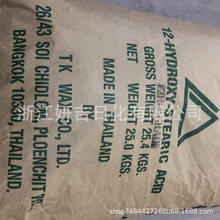 12-HYDROXY STEARIC ACID
GROSS WEIGHT 25.4 KGS.
NET WEIGHT 25.0 KGS.
MADE IN THAILAND
T K WAX CO., LTD.
26/43 SOI CHIDLOM PLOENCHIT RD.
BANGKOK 10330, THAILAND.
浙江妍吉日化有限公司
shop7484442726b68.1688.com